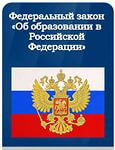 Федеральный закон
«Об образовании в
Российской
Федерации»